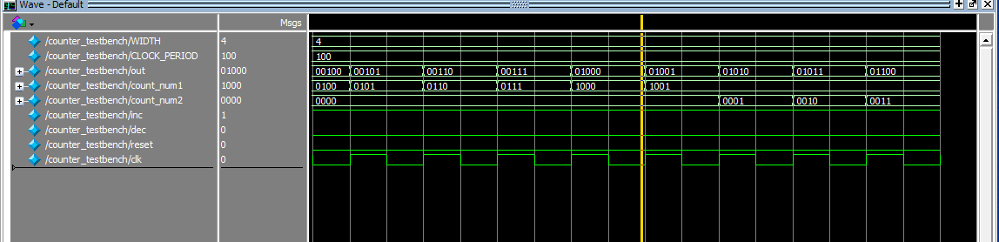 Wave - Default
Msgs
/counter_testbench/WIDTH 4 4
/counter_testbench/CLOCK_PERIOD 100 100
/counter_testbench/out 01000 00100 00101 00110 00111 01000 01001 01010 01011 01100
/counter_testbench/count_num1 1000 0100 0101 0110 0111 1000 1001
/counter_testbench/count_num2 0000 0000 0001 0010 0011
/counter_testbench/inc 1
/counter_testbench/dec 0
/counter_testbench/reset 0
/counter_testbench/clk 0